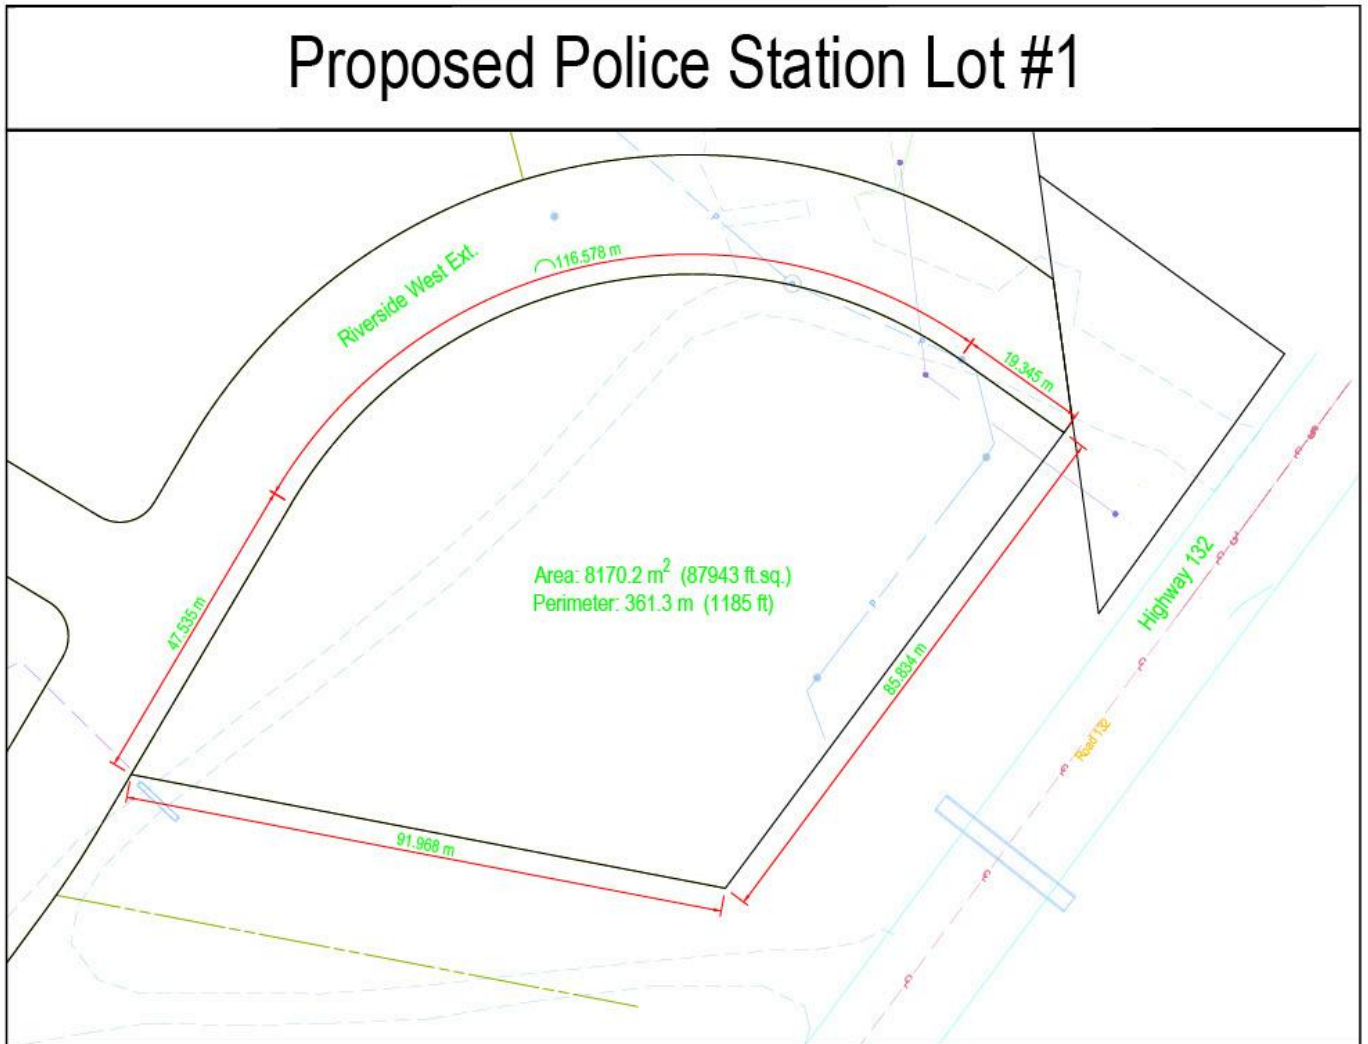 Proposed Police Station Lot #1
Riverside West Ext.
116.578 m
19.345 m
47.535 m
Area: 8170.2 m² (87943 ft.sq.)
Perimeter: 361.3 m (1185 ft)
85.834 m
91.968 m
Highway 132
Road 132
P
P
P